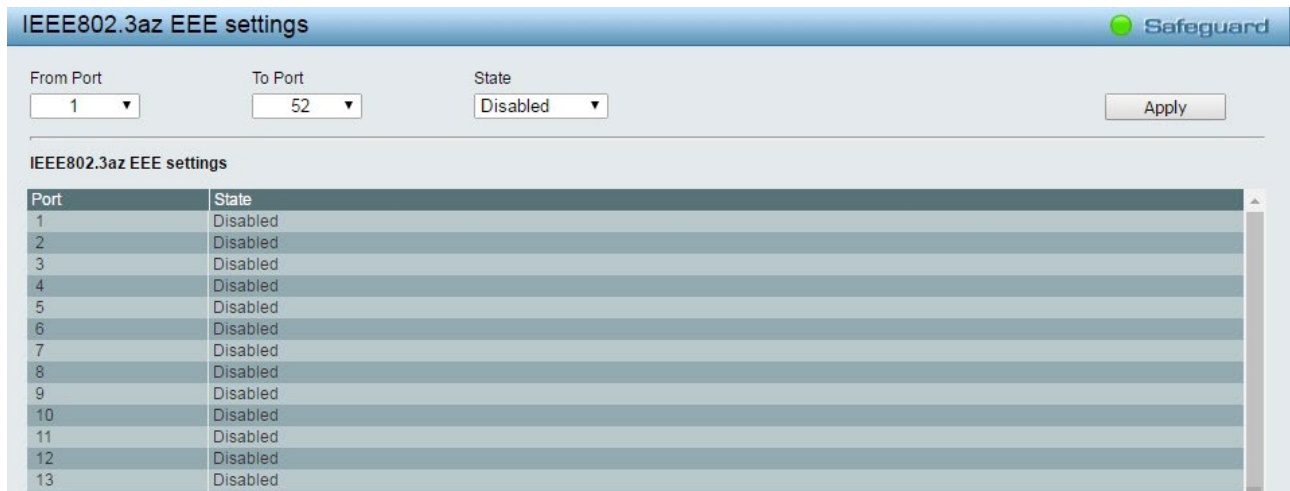 IEEE802.3az EEE settings
Safeguard
From Port To Port State
1 52 Disabled Apply
IEEE802.3az EEE settings
Port State
1 Disabled
2 Disabled
3 Disabled
4 Disabled
5 Disabled
6 Disabled
7 Disabled
8 Disabled
9 Disabled
10 Disabled
11 Disabled
12 Disabled
13 Disabled